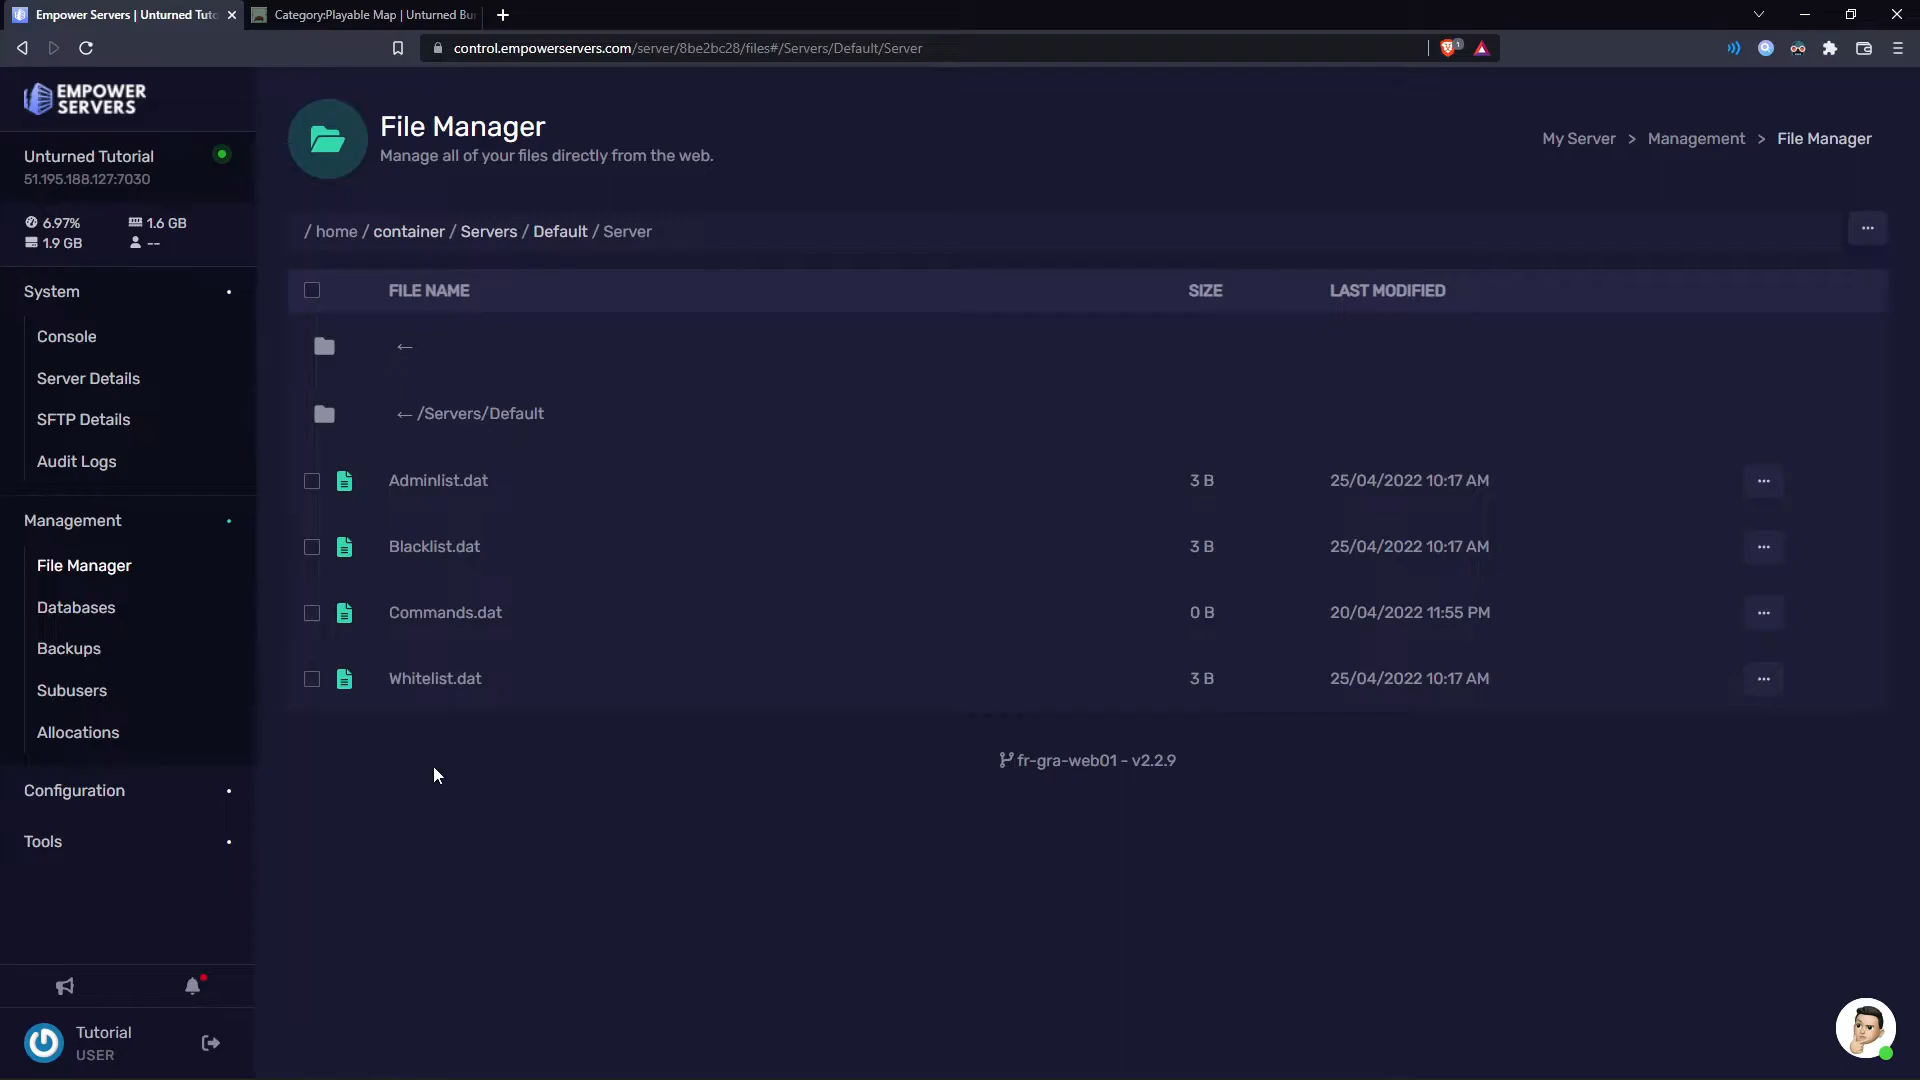 Empower Servers | Unturned Tuto
Category:Playable Map | Unturned Bu
control.empowerservers.com/server/8be2bc28/files#/Servers/Default/Server
1
EMPOWER
SERVERS
Unturned Tutorial
51.195.188.127:7030
6.97%
1.6 GB
1.9 GB
--
System
Console
Server Details
SFTP Details
Audit Logs
Management
File Manager
Databases
Backups
Subusers
Allocations
Configuration
Tools
Tutorial
USER
File Manager
Manage all of your files directly from the web.
My Server > Management > File Manager
/ home / container / Servers / Default / Server
FILE NAME SIZE LAST MODIFIED
←
← /Servers/Default
Adminlist.dat 3 B 25/04/2022 10:17 AM
Blacklist.dat 3 B 25/04/2022 10:17 AM
Commands.dat 0 B 20/04/2022 11:55 PM
Whitelist.dat 3 B 25/04/2022 10:17 AM
fr-gra-web01 - v2.2.9